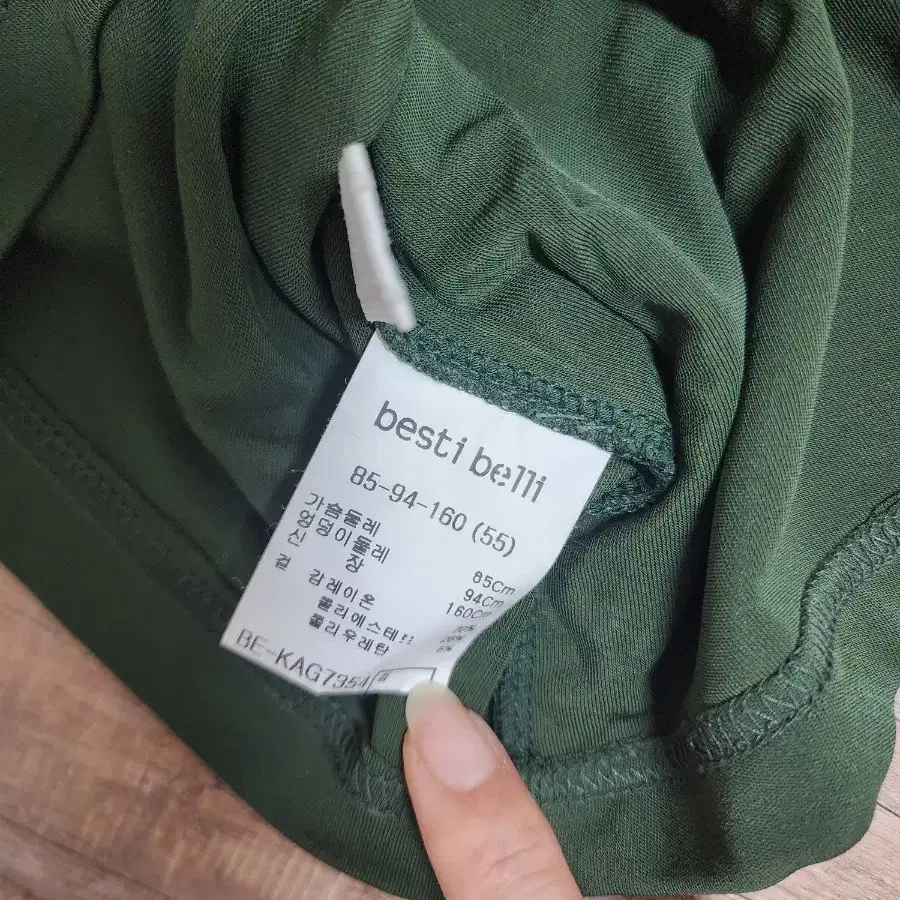 besti belli
85-94-160 (55)
가슴둘레 85Cm
엉덩이둘레 94Cm
신 장 160Cm
겉 감 레이온
폴리에스테르
폴리우레탄
BE-KAG7354